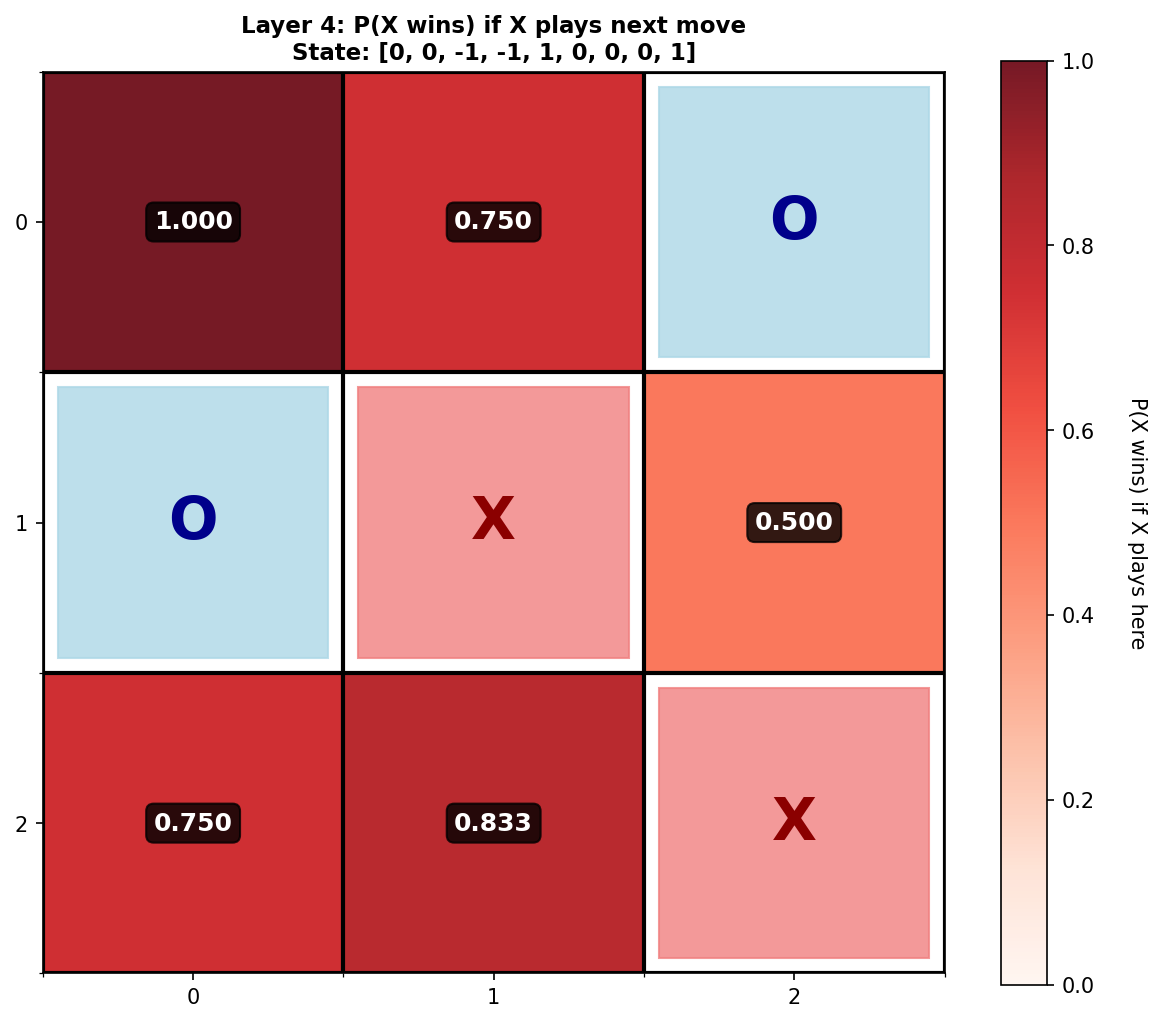 Layer 4: P(X wins) if X plays next move
State: [0, 0, -1, -1, 1, 0, 0, 0, 1]
0
1.000
0.750
O
1
O
X
0.500
2
0.750
0.833
X
0
1
2
1.0
0.8
0.6
0.4
0.2
0.0
P(X wins) if X plays here